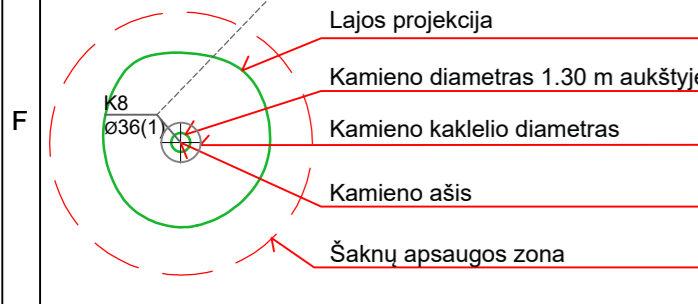 Lajos projekcija
Kamieno diametras 1.30 m aukštyje
K8
Ø36(1)
F
Kamieno kaklelio diametras
Kamieno ašis
Šaknų apsaugos zona